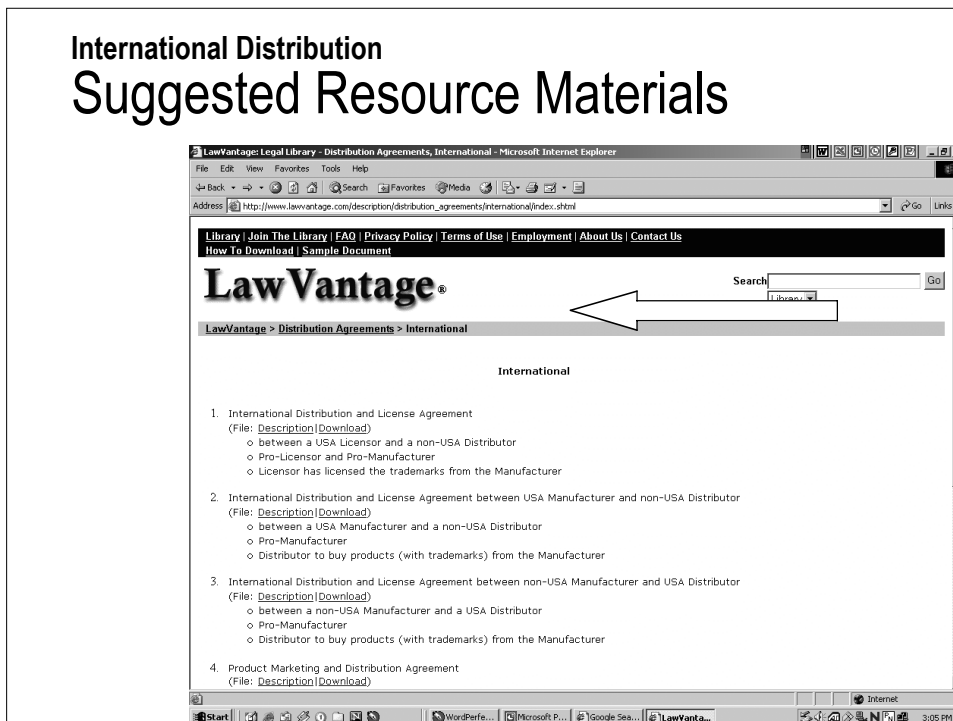 International Distribution
Suggested Resource Materials
LawVantage: Legal Library - Distribution Agreements, International - Microsoft Internet Explorer
File Edit View Favorites Tools Help
Back Search Favorites Media
Address http://www.lawvantage.com/description/distribution_agreements/international/index.shtml Go Links
Library | Join The Library | FAQ | Privacy Policy | Terms of Use | Employment | About Us | Contact Us
How To Download | Sample Document
LawVantage®
Search Go
Library
LawVantage > Distribution Agreements > International
International
1. International Distribution and License Agreement
(File: Description|Download)
o between a USA Licensor and a non-USA Distributor
o Pro-Licensor and Pro-Manufacturer
o Licensor has licensed the trademarks from the Manufacturer
2. International Distribution and License Agreement between USA Manufacturer and non-USA Distributor
(File: Description|Download)
o between a USA Manufacturer and a non-USA Distributor
o Pro-Manufacturer
o Distributor to buy products (with trademarks) from the Manufacturer
3. International Distribution and License Agreement between non-USA Manufacturer and USA Distributor
(File: Description|Download)
o between a non-USA Manufacturer and a USA Distributor
o Pro-Manufacturer
o Distributor to buy products (with trademarks) from the Manufacturer
4. Product Marketing and Distribution Agreement
(File: Description|Download)
Internet
Start WordPerfe... Microsoft P... Google Sea... LawVanta... 3:05 PM